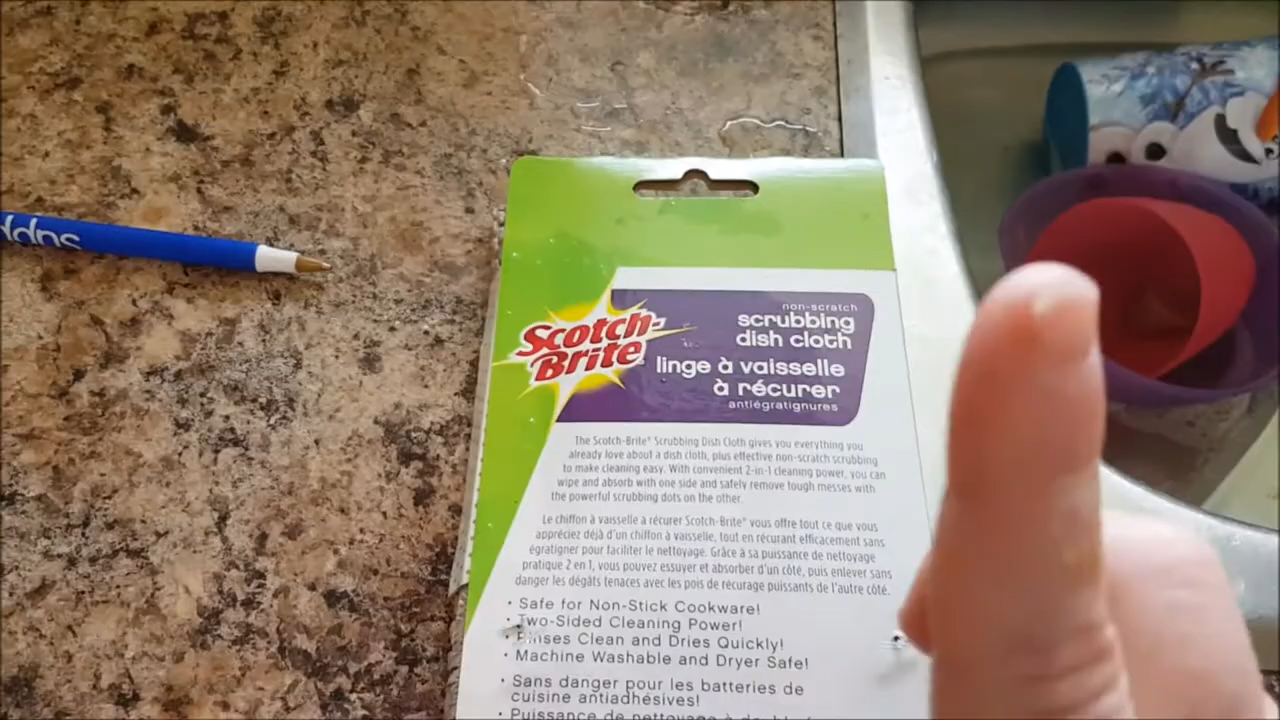 Scotch-
Brite
non-scratch
scrubbing
dish cloth
linge à vaisselle
à récurer
antiégratignures
The Scotch-Brite® Scrubbing Dish Cloth gives you everything you
already love about a dish cloth, plus effective non-scratch scrubbing
to make cleaning easy. With convenient 2-in-1 cleaning power, you can
wipe and absorb with one side and safely remove tough messes with
the powerful scrubbing dots on the other.
Le chiffon à vaisselle à récurer Scotch-Brite® vous offre tout ce que vous
appréciez déjà d'un chiffon à vaisselle, tout en récurant efficacement sans
égratigner pour faciliter le nettoyage. Grâce à sa puissance de nettoyage
pratique 2 en 1, vous pouvez essuyer et absorber d'un côté, puis enlever sans
danger les dégâts tenaces avec les pois de récurage puissants de l'autre côté.
• Safe for Non-Stick Cookware!
• Two-Sided Cleaning Power!
• Rinses Clean and Dries Quickly!
• Machine Washable and Dryer Safe!
• Sans danger pour les batteries de
cuisine antiadhésives!
• Puissance de nettoyage à